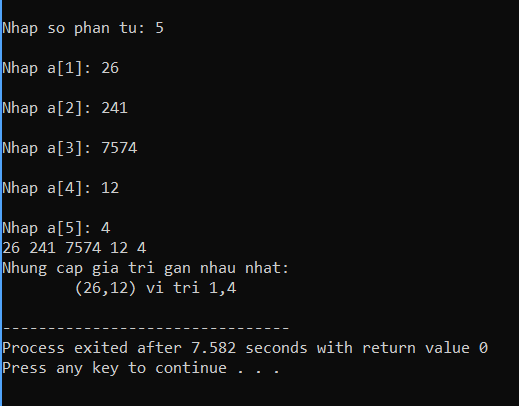 Nhap so phan tu: 5
Nhap a[1]: 26
Nhap a[2]: 241
Nhap a[3]: 7574
Nhap a[4]: 12
Nhap a[5]: 4
26 241 7574 12 4
Nhung cap gia tri gan nhau nhat:
(26,12) vi tri 1,4
--------------------------------
Process exited after 7.582 seconds with return value 0
Press any key to continue . . .